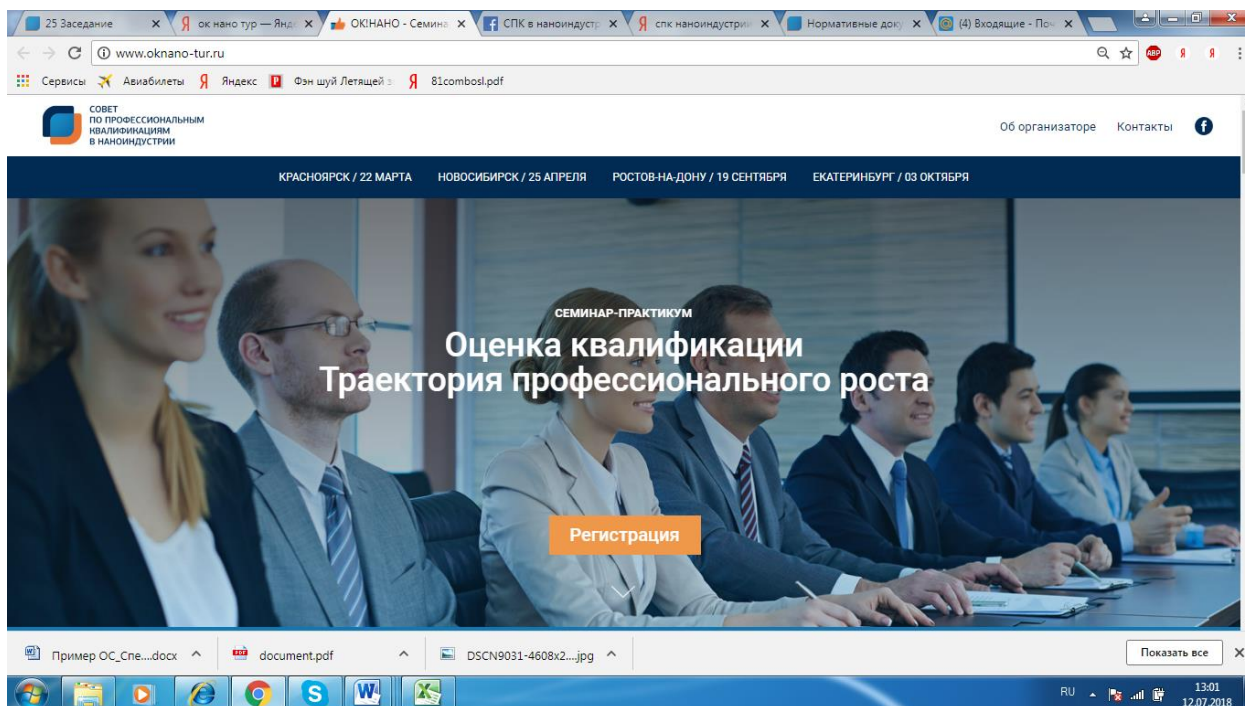 25 Заседание
ок нано тур — Янд
ОК!НАНО - Семина
СПК в наноиндустр
спк наноиндустрии
Нормативные доку
(4) Входящие - Поч
www.oknano-tur.ru
ABP
Я
Я
Сервисы
Авиабилеты
Яндекс
Фэн шуй Летящей з
81combosl.pdf
СОВЕТ
ПО ПРОФЕССИОНАЛЬНЫМ
КВАЛИФИКАЦИЯМ
В НАНОИНДУСТРИИ
Об организаторе Контакты
КРАСНОЯРСК / 22 МАРТА НОВОСИБИРСК / 25 АПРЕЛЯ РОСТОВ-НА-ДОНУ / 19 СЕНТЯБРЯ ЕКАТЕРИНБУРГ / 03 ОКТЯБРЯ
СЕМИНАР-ПРАКТИКУМ
Оценка квалификации
Траектория профессионального роста
Регистрация
Пример ОС_Спе....docx
document.pdf
DSCN9031-4608x2....jpg
Показать все
RU
13:01
12.07.2018